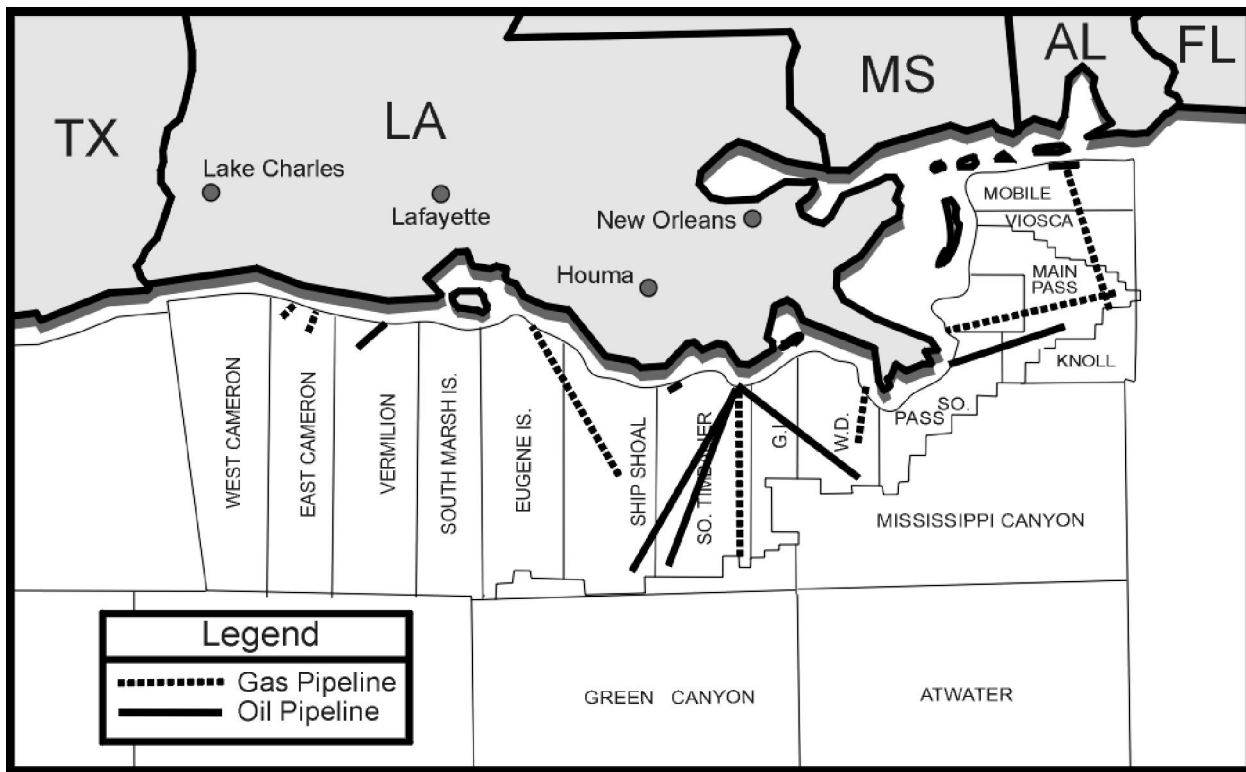 TX
LA
MS
AL
FL
Lake Charles
Lafayette
New Orleans
Houma
MOBILE
VIOSCA
MAIN
PASS
KNOLL
SO.
PASS
WEST CAMERON
EAST CAMERON
VERMILION
SOUTH MARSH IS.
EUGENE IS.
SHIP SHOAL
SO. TIMBALIER
G.I.
W.D.
MISSISSIPPI CANYON
GREEN CANYON
ATWATER
Legend
Gas Pipeline
Oil Pipeline